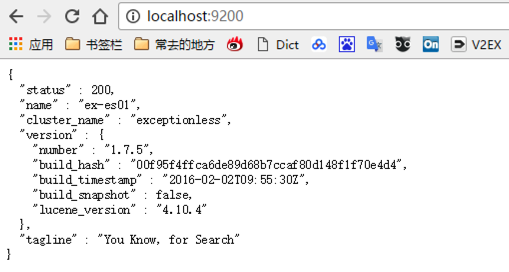 localhost:9200
应用 书签栏 常去的地方 Dict On V2EX
{
"status" : 200,
"name" : "ex-es01",
"cluster_name" : "exceptionless",
"version" : {
"number" : "1.7.5",
"build_hash" : "00f95f4ffca6de89d68b7ccaf80d148f1f70e4d4",
"build_timestamp" : "2016-02-02T09:55:30Z",
"build_snapshot" : false,
"lucene_version" : "4.10.4"
},
"tagline" : "You Know, for Search"
}